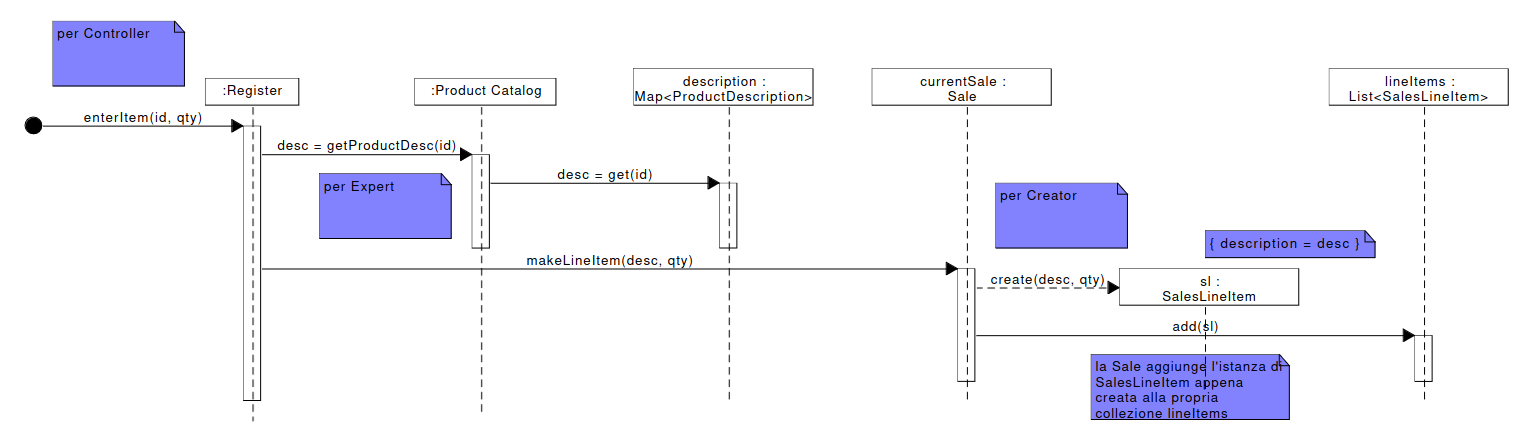 per Controller
:Register
:Product Catalog
description :
Map<ProductDescription>
currentSale :
Sale
lineItems :
List<SalesLineItem>
enterItem(id, qty)
desc = getProductDesc(id)
per Expert
desc = get(id)
per Creator
{ description = desc }
makeLineItem(desc, qty)
create(desc, qty)
sl :
SalesLineItem
add(sl)
la Sale aggiunge l'istanza di
SalesLineItem appena
creata alla propria
collezione lineItems